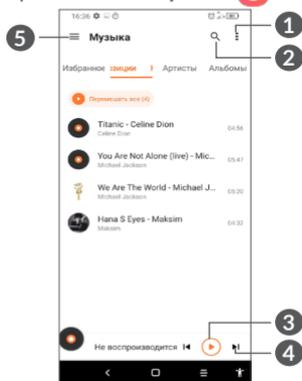 16:36
Музыка
Избранное зиции Артисты Альбомы
Перемешать все (4)
Titanic - Celine Dion
Celine Dion
04:56
You Are Not Alone (live) - Mic...
Michael Jackson
05:47
We Are The World - Michael J...
Michael Jackson
05:20
Hana S Eyes - Maksim
Maksim
04:32
Не воспроизводится
1
2
3
4
5